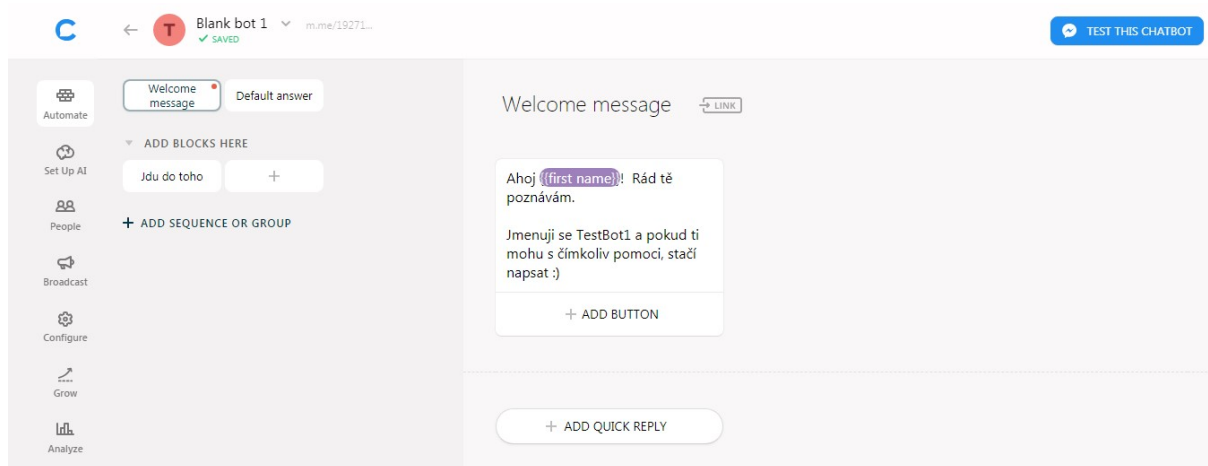 Blank bot 1
m.me/19271...
SAVED
T
TEST THIS CHATBOT
Automate
Set Up AI
People
Broadcast
Configure
Grow
Analyze
Welcome
message
Default answer
ADD BLOCKS HERE
Jdu do toho
+
+ ADD SEQUENCE OR GROUP
Welcome message
LINK
Ahoj {{first name}}! Rád tě
poznávám.
Jmenuji se TestBot1 a pokud ti
mohu s čímkoliv pomoci, stačí
napsat :)
+ ADD BUTTON
+ ADD QUICK REPLY